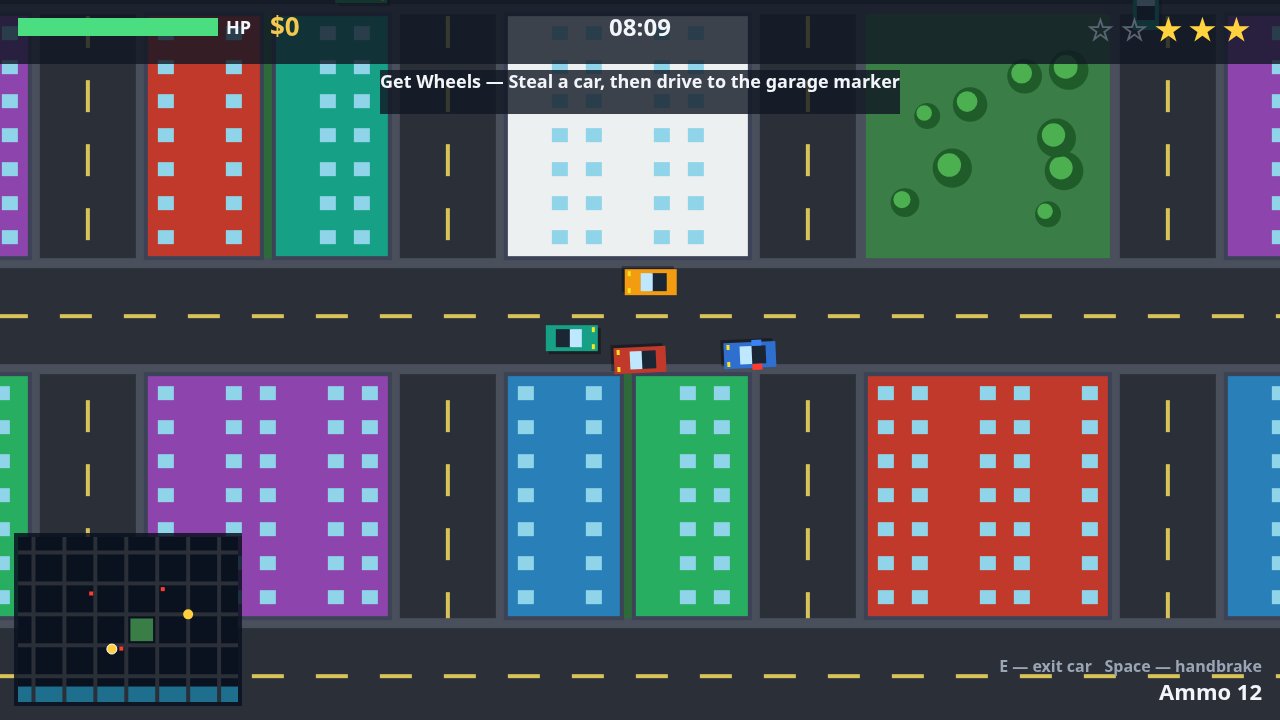 HP $0 08:09 ☆ ☆ ★ ★ ★
Get Wheels — Steal a car, then drive to the garage marker
E — exit car Space — handbrake
Ammo 12